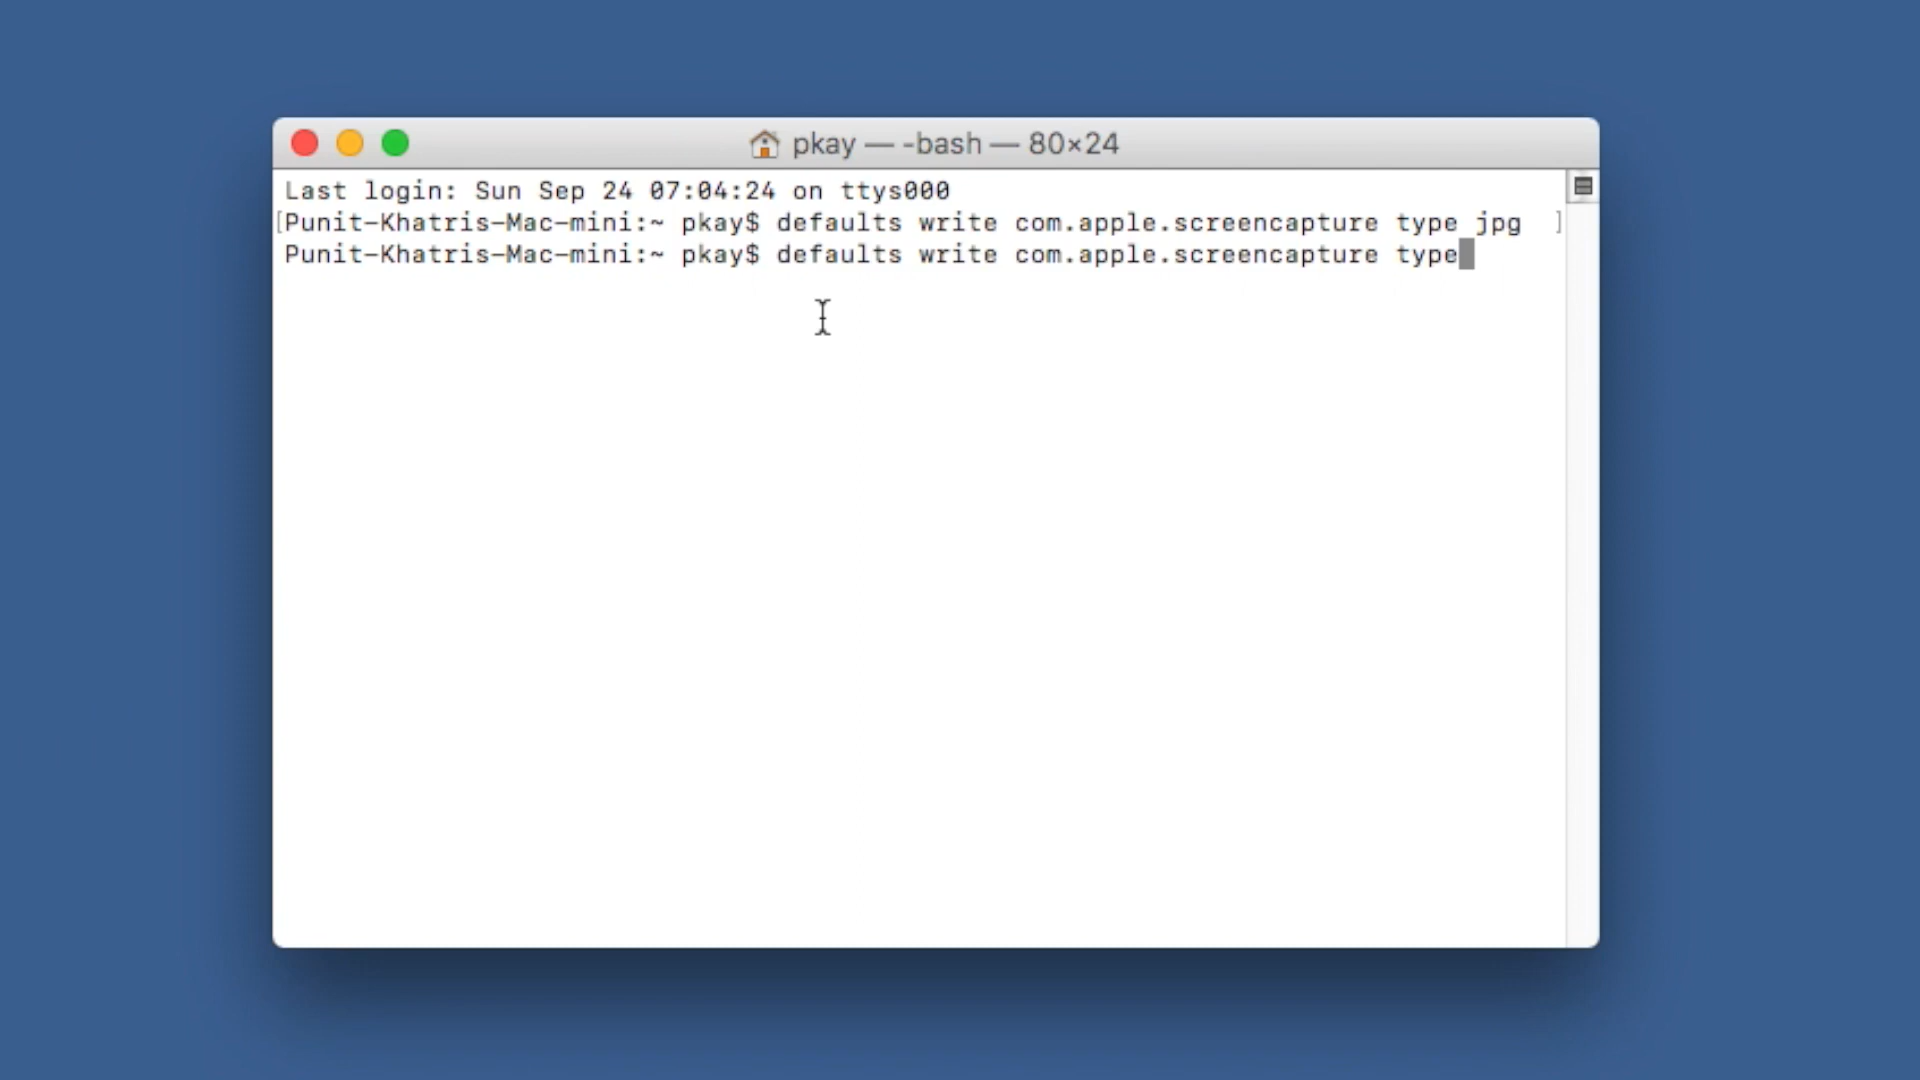 pkay — -bash — 80×24
Last login: Sun Sep 24 07:04:24 on ttys000
[Punit-Khatris-Mac-mini:~ pkay$ defaults write com.apple.screencapture type jpg ]
Punit-Khatris-Mac-mini:~ pkay$ defaults write com.apple.screencapture type